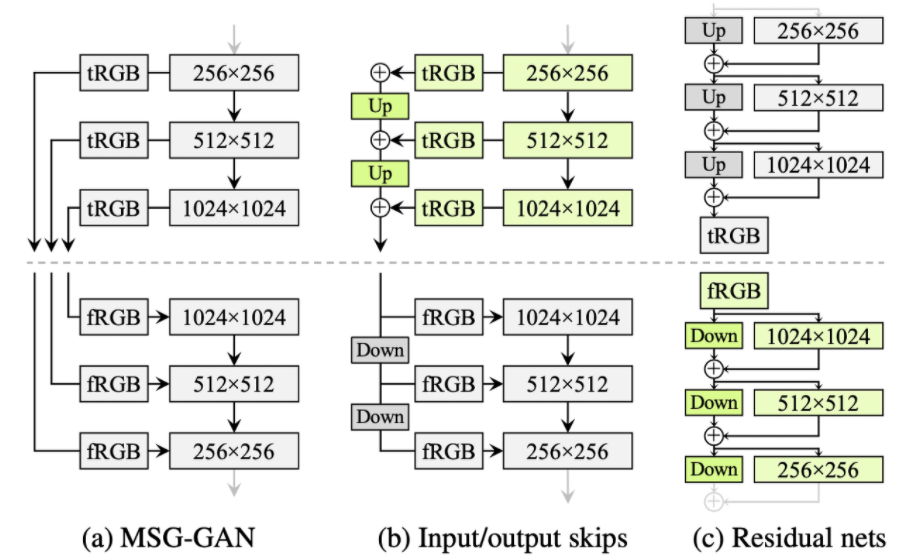 tRGB 256×256
tRGB 512×512
tRGB 1024×1024
fRGB 1024×1024
fRGB 512×512
fRGB 256×256
(a) MSG-GAN
tRGB 256×256
Up
tRGB 512×512
Up
tRGB 1024×1024
fRGB 1024×1024
Down
fRGB 512×512
Down
fRGB 256×256
(b) Input/output skips
Up 256×256
Up 512×512
Up 1024×1024
tRGB
fRGB
Down 1024×1024
Down 512×512
Down 256×256
(c) Residual nets